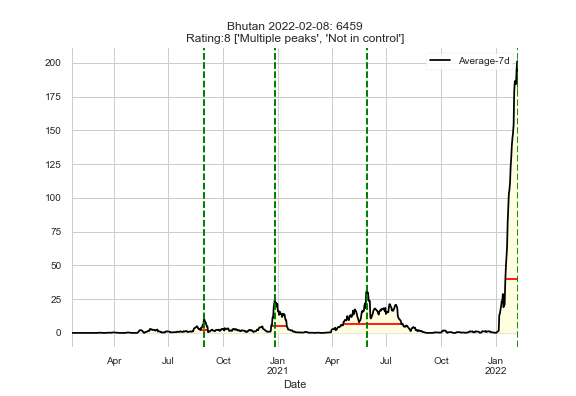 Bhutan 2022-02-08: 6459
Rating:8 ['Multiple peaks', 'Not in control']
Average-7d
200
175
150
125
100
75
50
25
0
Apr Jul Oct Jan Apr Jul Oct Jan
2021 2022
Date